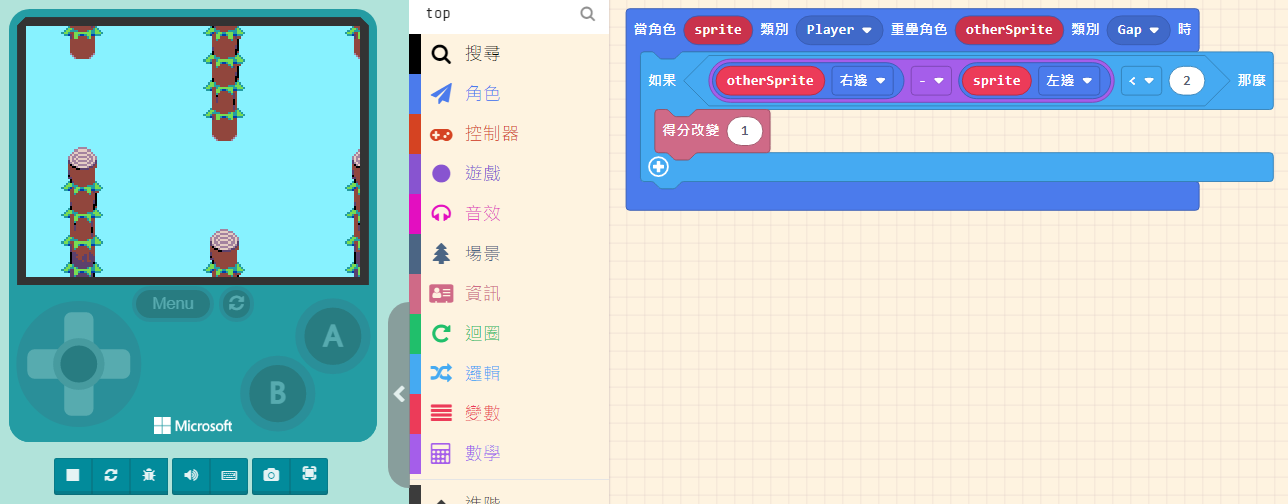 top
搜尋
角色
控制器
遊戲
音效
場景
資訊
迴圈
邏輯
變數
數學
進階
Menu
A
B
Microsoft
當角色 sprite 類別 Player 重疊角色 otherSprite 類別 Gap 時
如果 otherSprite 右邊 - sprite 左邊 < 2 那麼
得分改變 1